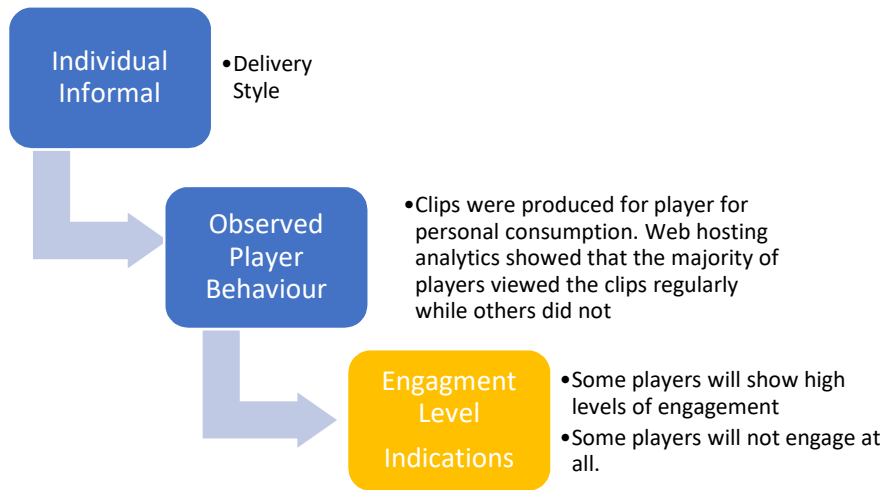 Individual
Informal
•Delivery
Style
Observed
Player
Behaviour
•Clips were produced for player for
personal consumption. Web hosting
analytics showed that the majority of
players viewed the clips regularly
while others did not
Engagment
Level
Indications
•Some players will show high
levels of engagement
•Some players will not engage at
all.